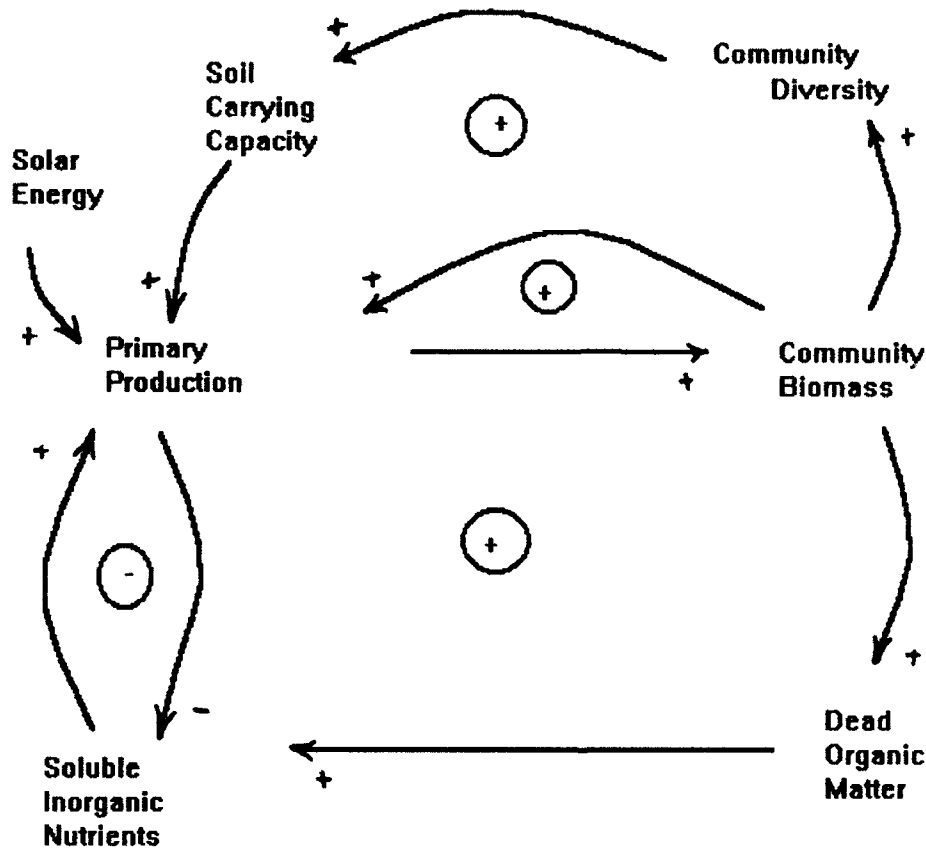 +
Community
Diversity
Soil
Carrying
Capacity
+
+
Solar
Energy
+
+
+
+
Primary
Production
+
Community
Biomass
+
+
-
+
-
Soluble
Inorganic
Nutrients
+
Dead
Organic
Matter